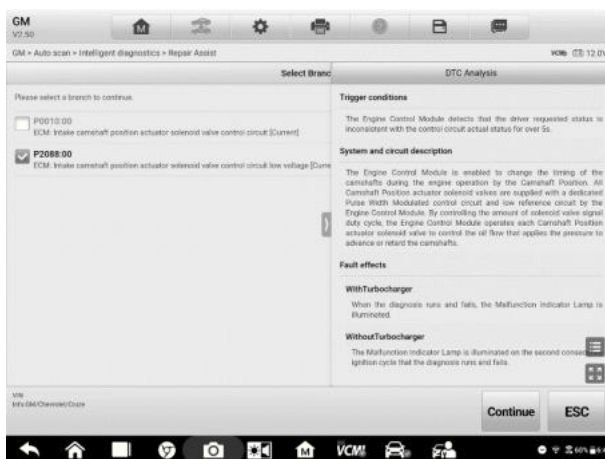 GM
V2.50
GM > Auto scan > Intelligent diagnostics > Repair Assist
VCMI 12.0V
Select Branc
DTC Analysis
Please select a branch to continue.
P0010:00
ECM: Intake camshaft position actuator solenoid valve control circuit [Current]
P2088:00
ECM: Intake camshaft position actuator solenoid valve control circuit low voltage [Curre
Trigger conditions
The Engine Control Module detects that the driver requested status is
inconsistent with the control circuit actual status for over 5s.
System and circuit description
The Engine Control Module is enabled to change the timing of the
camshafts during the engine operation by the Camshaft Position. All
Camshaft Position actuator solenoid valves are supplied with a dedicated
Pulse Width Modulated control circuit and low reference circuit by the
Engine Control Module. By controlling the amount of solenoid valve signal
duty cycle, the Engine Control Module operates each Camshaft Position
actuator solenoid valve to control the oil flow that applies the pressure to
advance or retard the camshafts.
Fault effects
WithTurbocharger
When the diagnosis runs and fails, the Malfunction Indicator Lamp is
illuminated.
WithoutTurbocharger
The Malfunction Indicator Lamp is illuminated on the second consec
ignition cycle that the diagnosis runs and fails.
VIN
Info:GM/Chevrolet/Cruze
Continue
ESC
VCMI
60%